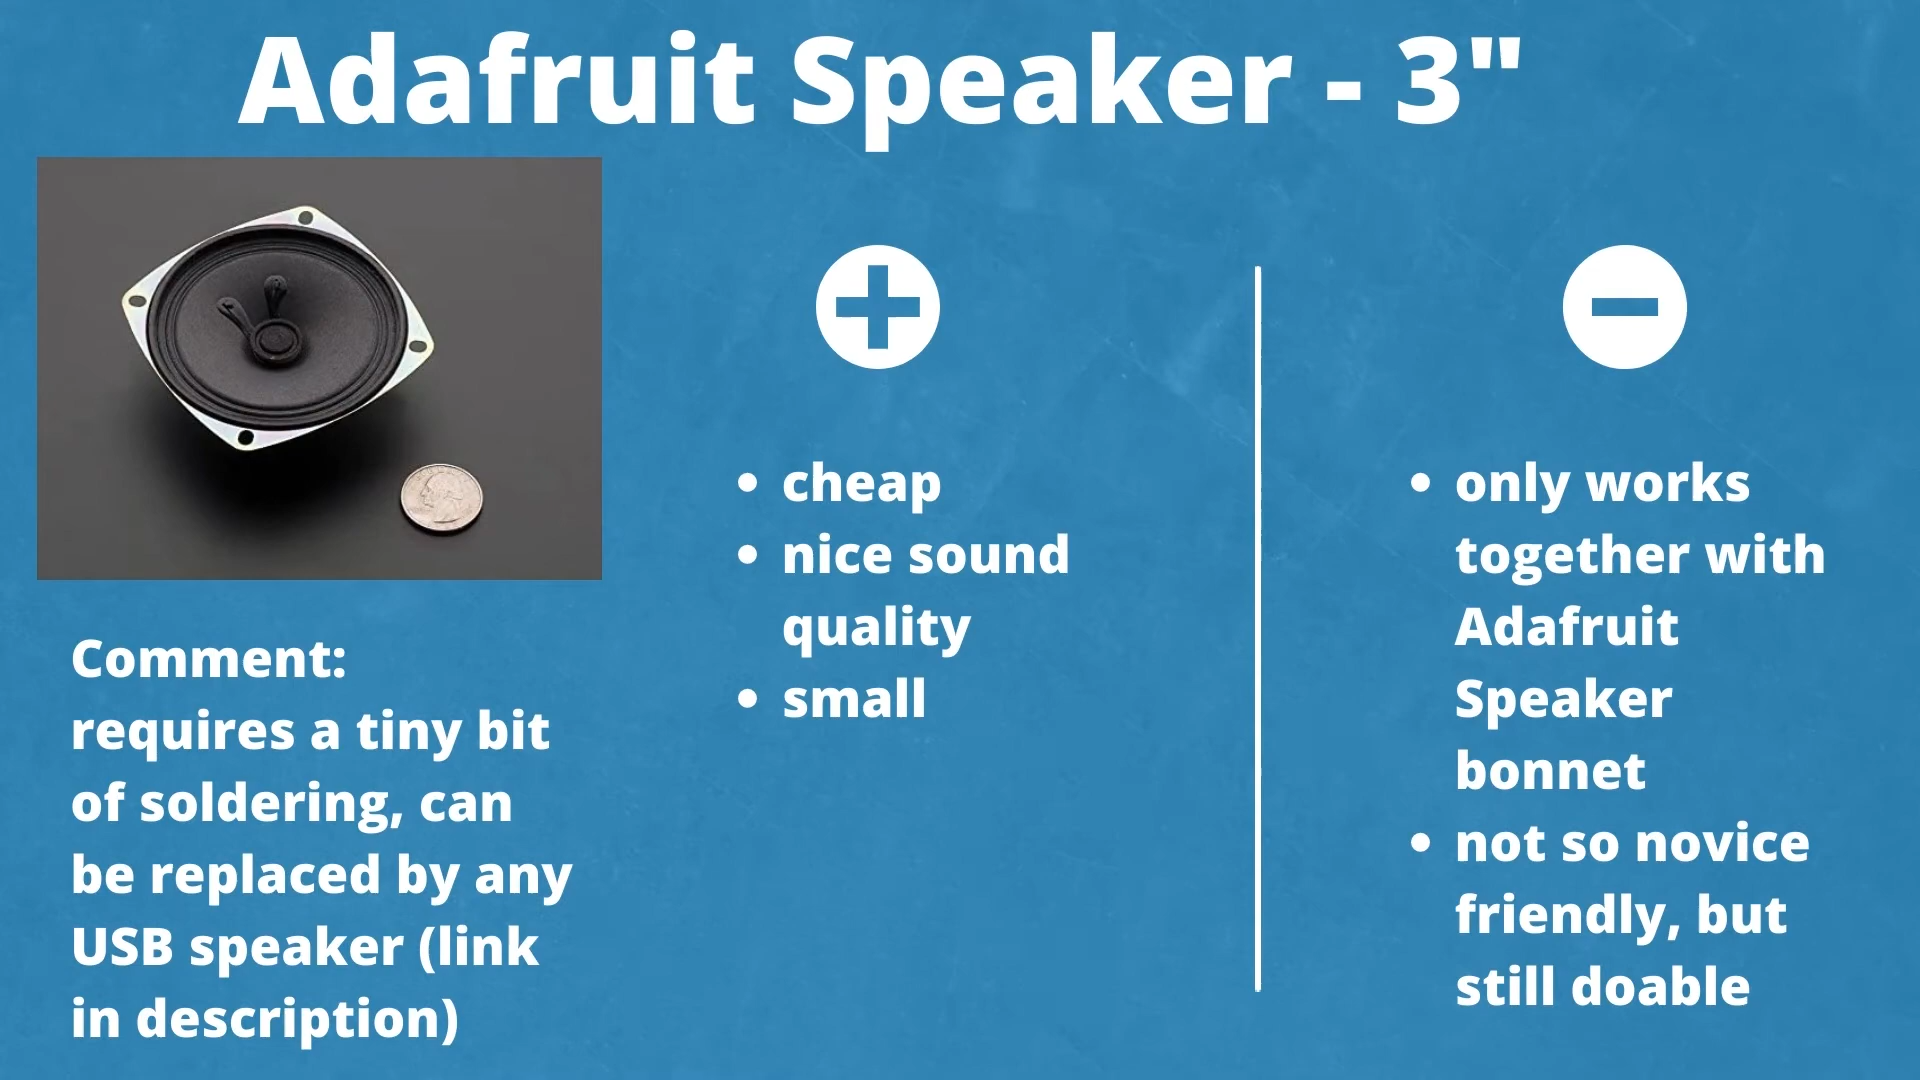 Adafruit Speaker - 3"
Comment:
requires a tiny bit
of soldering, can
be replaced by any
USB speaker (link
in description)
• cheap
• nice sound
quality
• small
• only works
together with
Adafruit
Speaker
bonnet
• not so novice
friendly, but
still doable